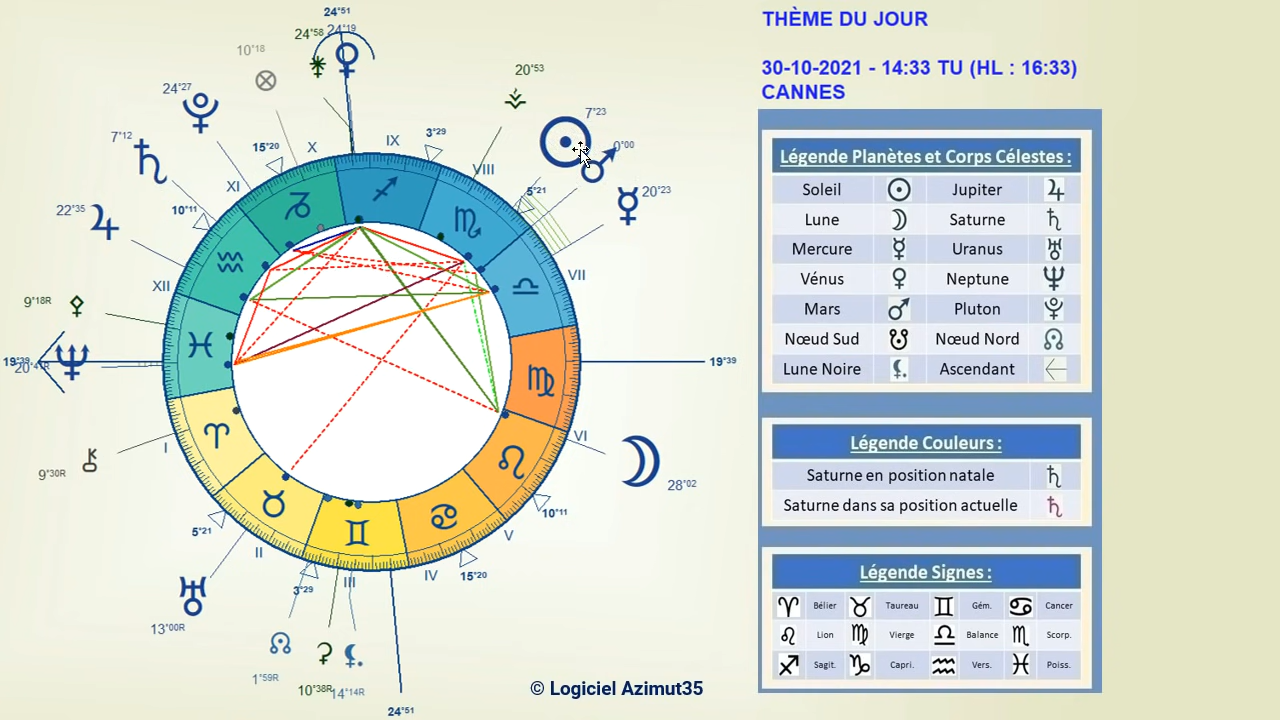 24°51
24°58 24°19
10°18
24°27
7°12
22°35
9°18R
19°39
9°30R
13°00R
1°59R
10°38R
14°14R
24°51
20°53
7°23
0°00
20°23
19°39
28°02
15°20
3°29
5°21
10°11
5°21
3°29
15°20
10°11
X
IX
VIII
VII
VI
V
IV
III
II
I
XII
XI
© Logiciel Azimut35
THÈME DU JOUR
30-10-2021 - 14:33 TU (HL : 16:33)
CANNES
Légende Planètes et Corps Célestes :
Soleil Jupiter
Lune Saturne
Mercure Uranus
Vénus Neptune
Mars Pluton
Nœud Sud Nœud Nord
Lune Noire Ascendant
Légende Couleurs :
Saturne en position natale
Saturne dans sa position actuelle
Légende Signes :
Bélier Taureau Gém. Cancer
Lion Vierge Balance Scorp.
Sagit. Capri. Vers. Poiss.